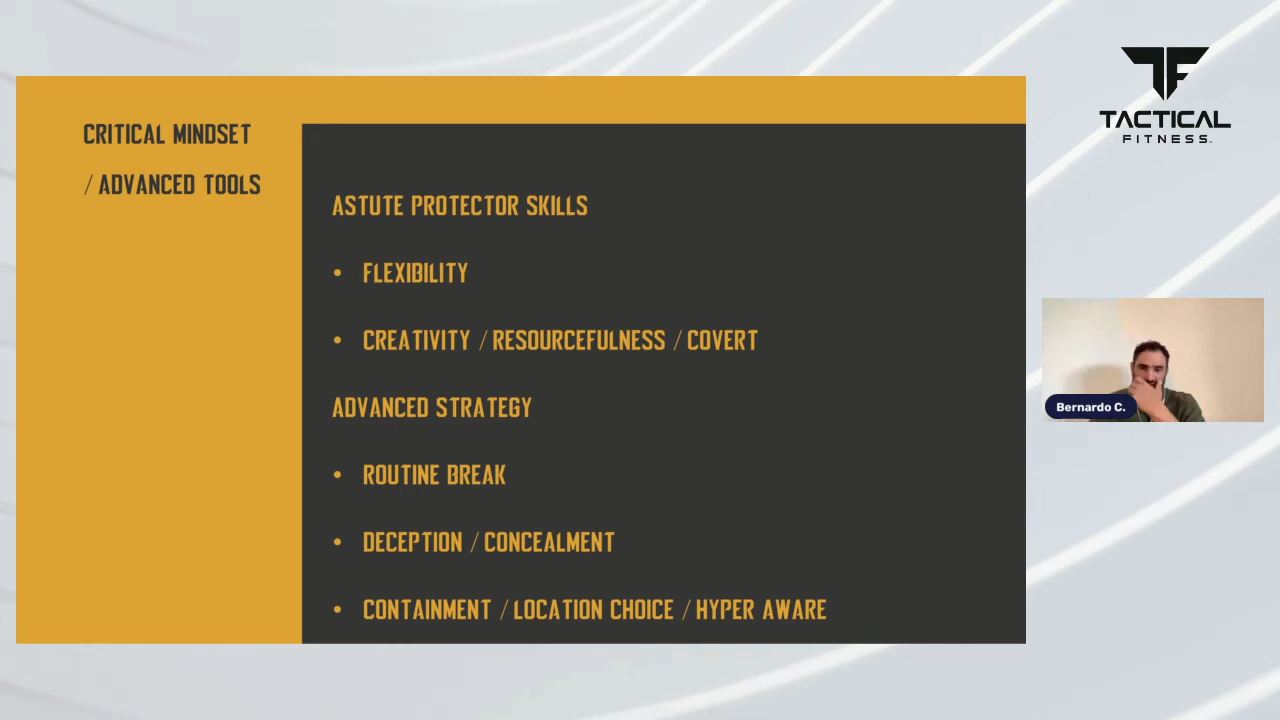 CRITICAL MINDSET
/ ADVANCED TOOLS
ASTUTE PROTECTOR SKILLS
• FLEXIBILITY
• CREATIVITY / RESOURCEFULNESS / COVERT
ADVANCED STRATEGY
• ROUTINE BREAK
• DECEPTION / CONCEALMENT
• CONTAINMENT / LOCATION CHOICE / HYPER AWARE
TF
TACTICAL
FITNESS
Bernardo C.